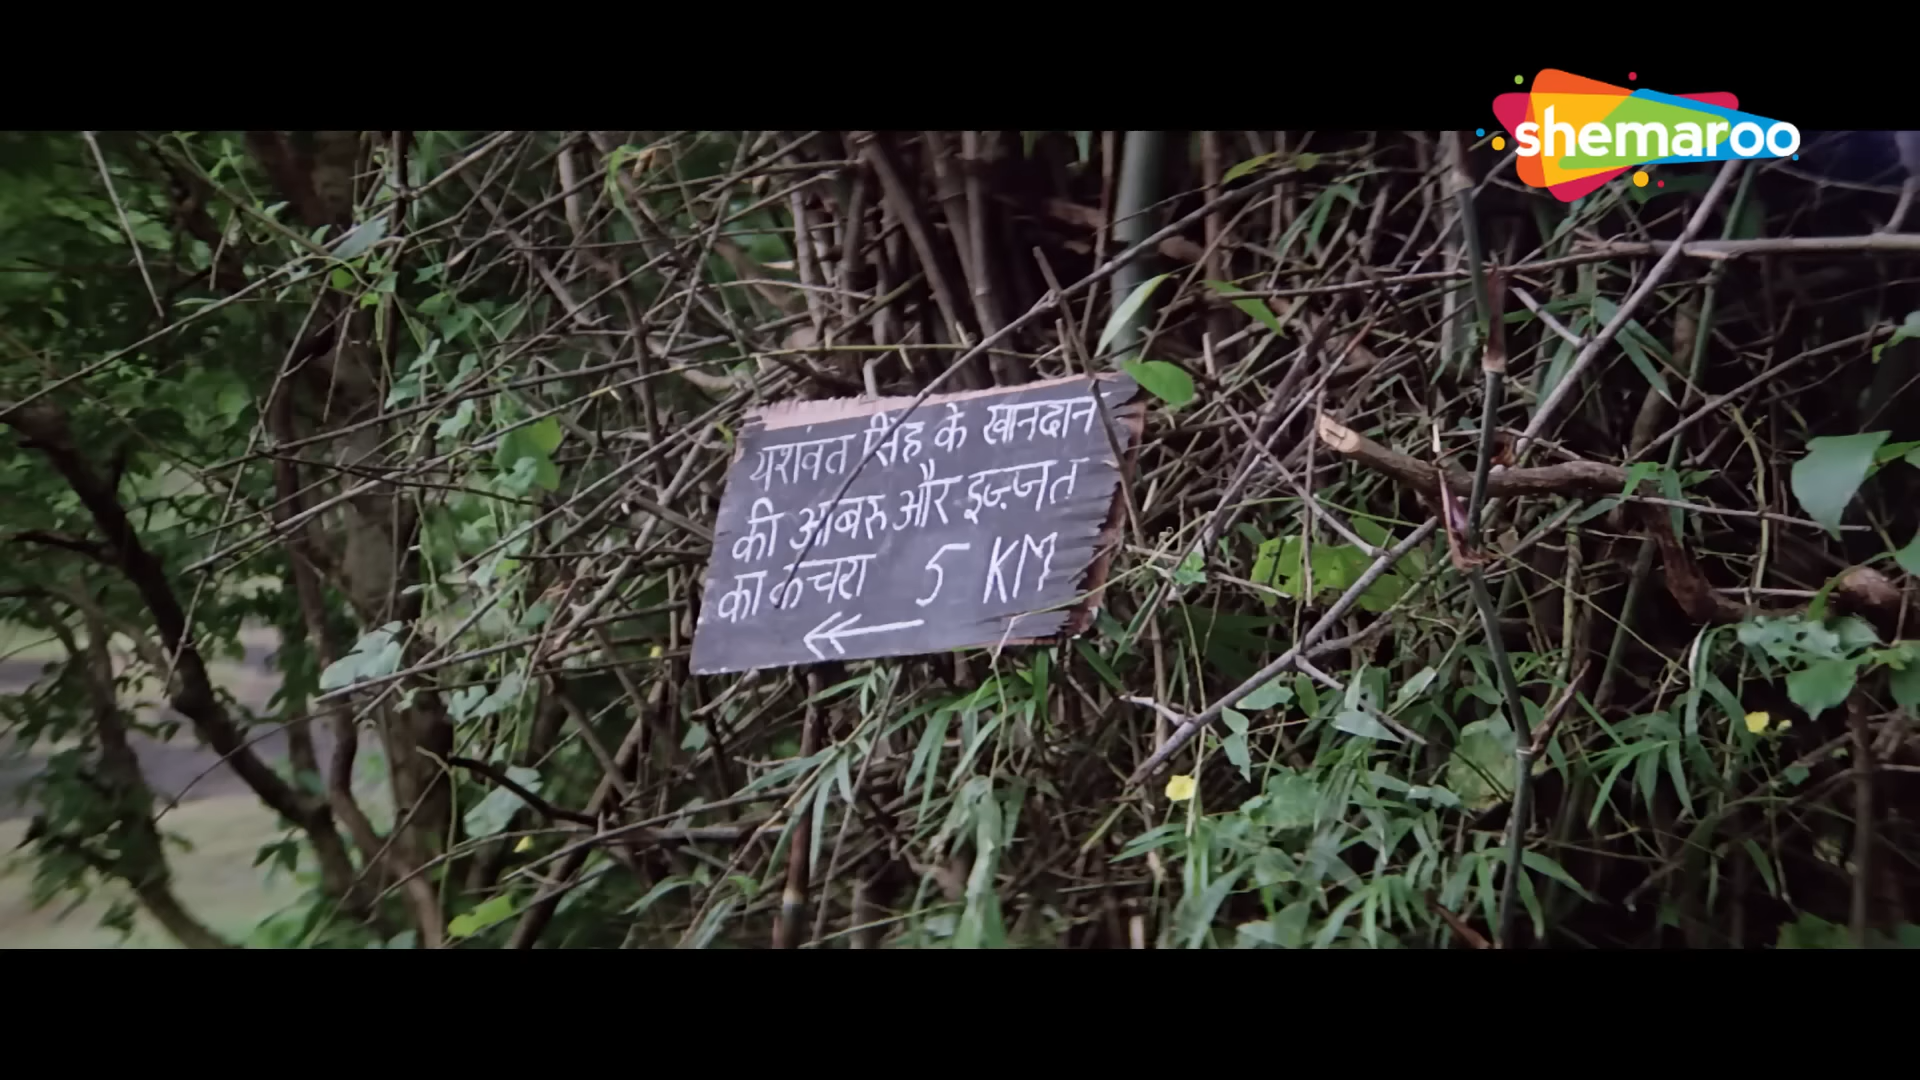 shemaroo
यशवंत सिंह के खानदान
की आबरू और इज़्ज़त
का कचरा 5 KM